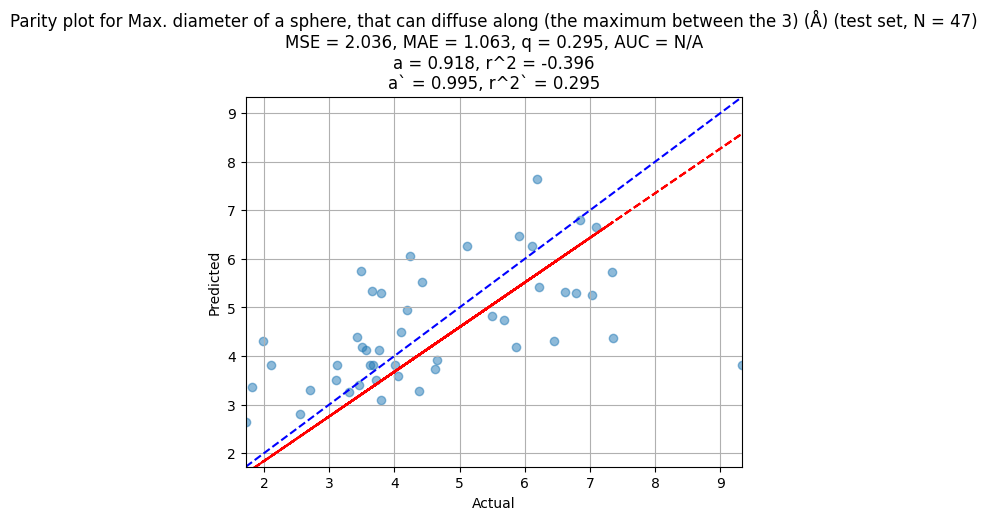 Parity plot for Max. diameter of a sphere, that can diffuse along (the maximum between the 3) (Å) (test set, N = 47)
MSE = 2.036, MAE = 1.063, q = 0.295, AUC = N/A
a = 0.918, r^2 = -0.396
a` = 0.995, r^2` = 0.295
9
8
7
6
5
4
3
2
Predicted
2 3 4 5 6 7 8 9
Actual